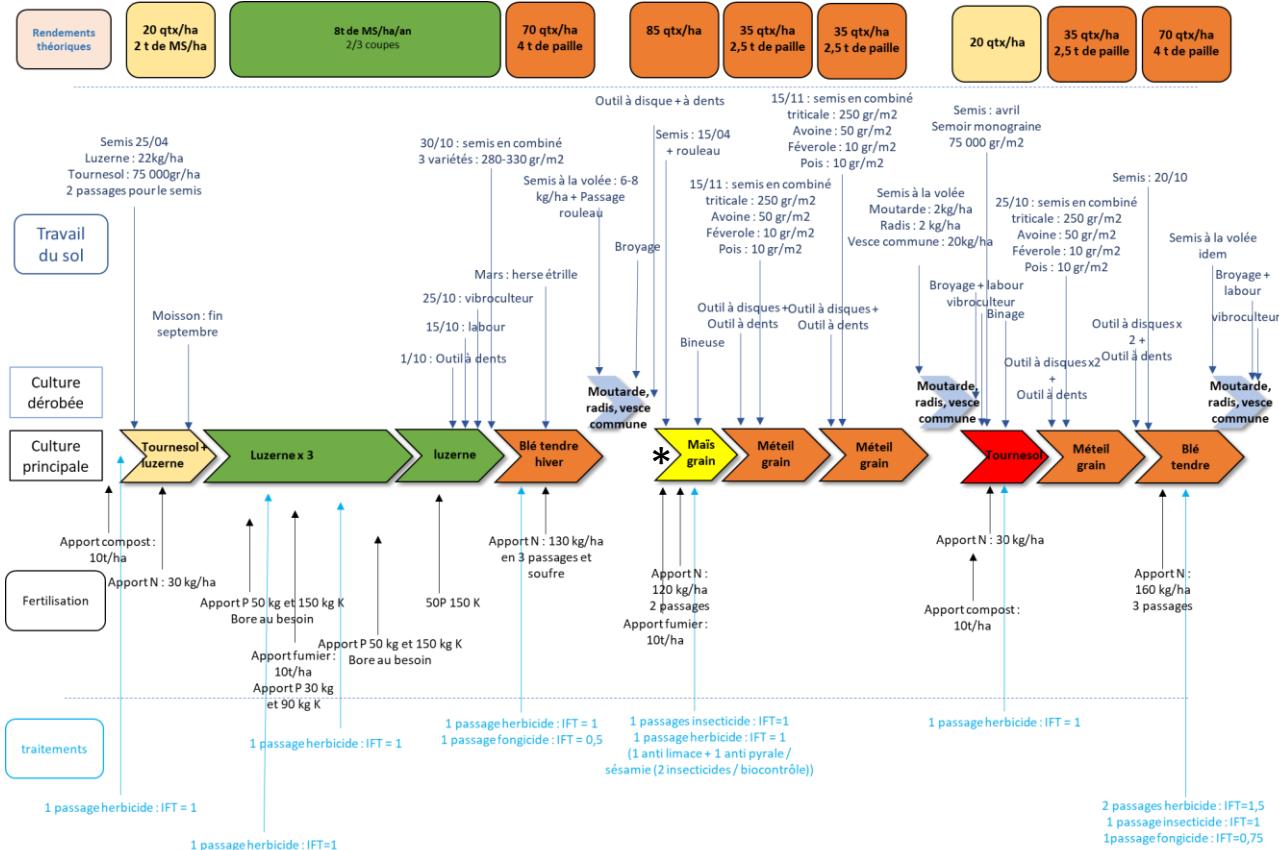 Rendements
théoriques
20 qtx/ha
2 t de MS/ha
8t de MS/ha/an
2/3 coupes
70 qtx/ha
4 t de paille
85 qtx/ha
35 qtx/ha
2,5 t de paille
35 qtx/ha
2,5 t de paille
20 qtx/ha
35 qtx/ha
2,5 t de paille
70 qtx/ha
4 t de paille
Travail
du sol
Semis 25/04
Luzerne : 22kg/ha
Tournesol : 75 000gr/ha
2 passages pour le semis
Moisson : fin
septembre
1/10 : Outil à dents
15/10 : labour
25/10 : vibroculteur
30/10 : semis en combiné
3 variétés : 280-330 gr/m2
Mars : herse étrille
Semis à la volée : 6-8
kg/ha + Passage
rouleau
Broyage
Outil à disque + à dents
Semis : 15/04
+ rouleau
Bineuse
15/11 : semis en combiné
triticale : 250 gr/m2
Avoine : 50 gr/m2
Féverole : 10 gr/m2
Pois : 10 gr/m2
Outil à disques +
Outil à dents
15/11 : semis en combiné
triticale : 250 gr/m2
Avoine : 50 gr/m2
Féverole : 10 gr/m2
Pois : 10 gr/m2
Outil à disques +
Outil à dents
Semis à la volée
Moutarde : 2kg/ha
Radis : 2 kg/ha
Vesce commune : 20kg/ha
Broyage + labour
vibroculteur
Semis : avril
Semoir monograine
75 000 gr/m2
Binage
25/10 : semis en combiné
triticale : 250 gr/m2
Avoine : 50 gr/m2
Féverole : 10 gr/m2
Pois : 10 gr/m2
Outil à disques x2
+
Outil à dents
Semis : 20/10
Outil à disques x
2 +
Outil à dents
Semis à la volée
idem
Broyage +
labour
vibroculteur
Culture
dérobée
Moutarde,
radis, vesce
commune
Moutarde,
radis, vesce
commune
Moutarde,
radis, vesce
commune
Culture
principale
Tournesol +
luzerne
Luzerne x 3
luzerne
Blé tendre
hiver
*
Maïs
grain
Méteil
grain
Méteil
grain
Tournesol
Méteil
grain
Blé
tendre
Fertilisation
Apport compost :
10t/ha
Apport N : 30 kg/ha
Apport P 50 kg et 150 kg K
Bore au besoin
Apport fumier :
10t/ha
Apport P 30 kg
et 90 kg K
Apport P 50 kg et 150 kg K
Bore au besoin
50P 150 K
Apport N : 130 kg/ha
en 3 passages et
soufre
Apport N :
120 kg/ha
2 passages
Apport fumier :
10t/ha
Apport N : 30 kg/ha
Apport compost :
10t/ha
Apport N :
160 kg/ha
3 passages
traitements
1 passage herbicide : IFT = 1
1 passage herbicide : IFT=1
1 passage herbicide : IFT = 1
1 passage herbicide : IFT = 1
1 passage fongicide : IFT = 0,5
1 passages insecticide : IFT=1
1 passage herbicide : IFT = 1
(1 anti limace + 1 anti pyrale /
sésamie (2 insecticides / biocontrôle))
1 passage herbicide : IFT = 1
2 passages herbicide : IFT=1,5
1 passage insecticide : IFT=1
1passage fongicide : IFT=0,75